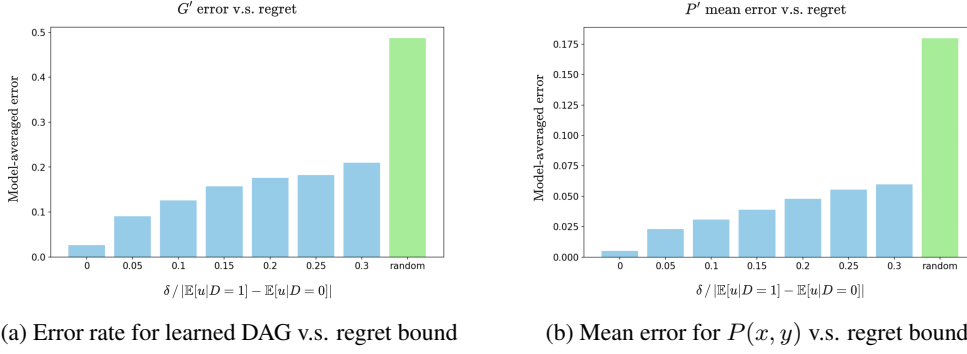 G′ error v.s. regret
Model-averaged error
0.5
0.4
0.3
0.2
0.1
0.0
0 0.05 0.1 0.15 0.2 0.25 0.3 random
δ / |𝔼[u|D = 1] − 𝔼[u|D = 0]|
(a) Error rate for learned DAG v.s. regret bound
P′ mean error v.s. regret
Model-averaged error
0.175
0.150
0.125
0.100
0.075
0.050
0.025
0.000
0 0.05 0.1 0.15 0.2 0.25 0.3 random
δ / |𝔼[u|D = 1] − 𝔼[u|D = 0]|
(b) Mean error for P(x, y) v.s. regret bound